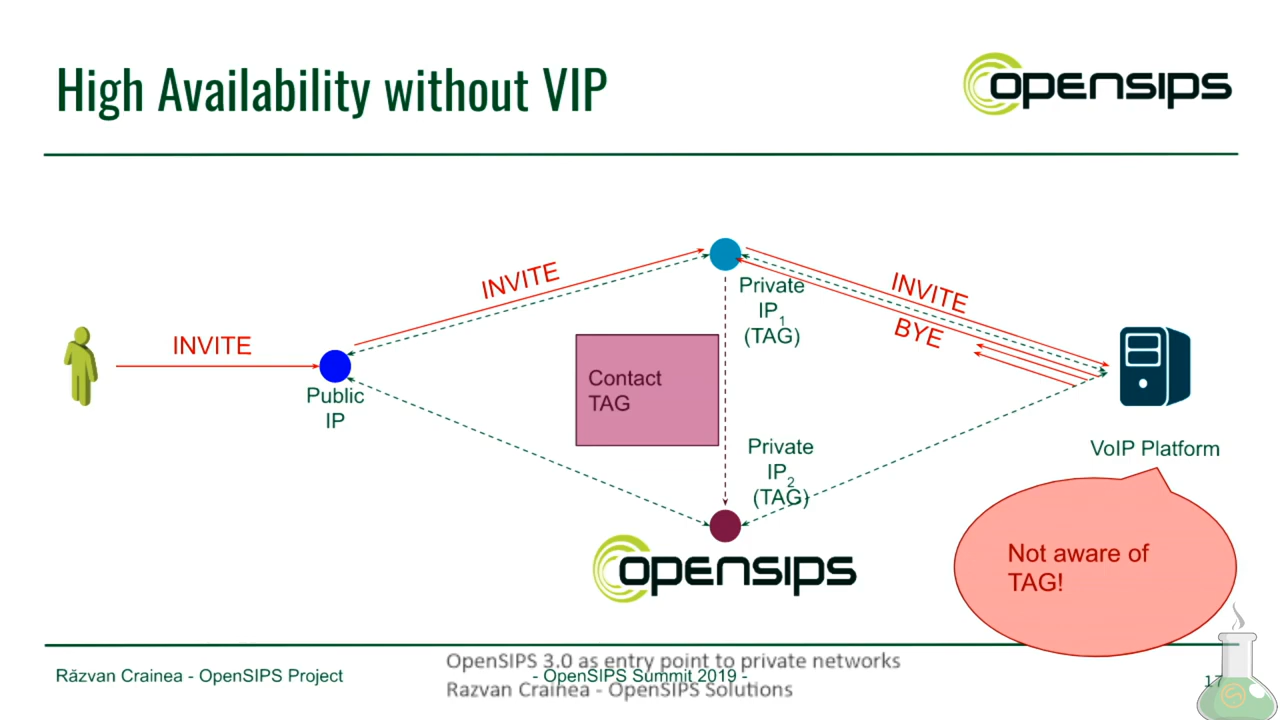 High Availability without VIP
opensips
INVITE
INVITE
INVITE
BYE
Public
IP
Private
IP1
(TAG)
Contact
TAG
Private
IP2
(TAG)
VoIP Platform
opensips
Not aware of
TAG!
Răzvan Crainea - OpenSIPS Project
- OpenSIPS Summit 2019 -
17
OpenSIPS 3.0 as entry point to private networks
Razvan Crainea - OpenSIPS Solutions